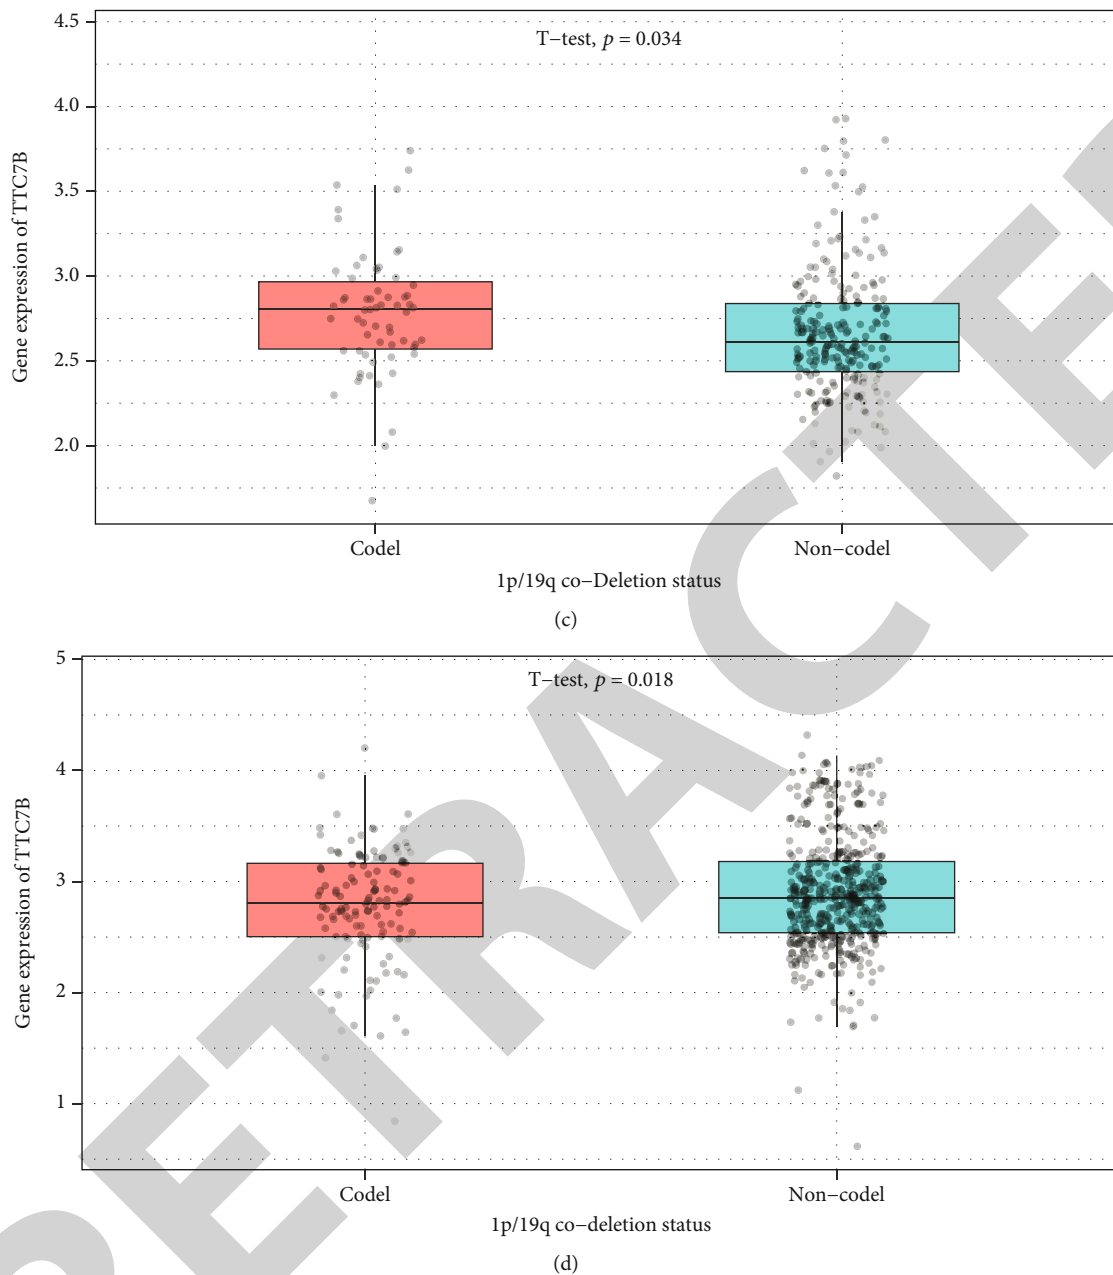 4.5
T−test, p = 0.034
4.0
3.5
3.0
2.5
2.0
Gene expression of TTC7B
Codel
Non−codel
1p/19q co−Deletion status
(c)
5
T−test, p = 0.018
4
3
2
1
Gene expression of TTC7B
Codel
Non−codel
1p/19q co−deletion status
(d)
RETRACTED